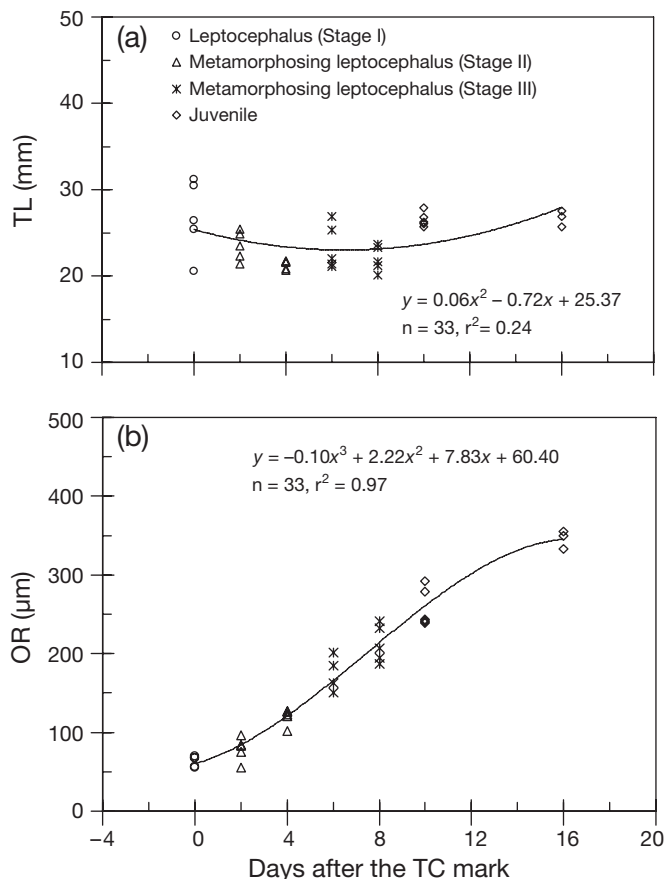 (a)
Leptocephalus (Stage I)
Metamorphosing leptocephalus (Stage II)
Metamorphosing leptocephalus (Stage III)
Juvenile
TL (mm)
50
40
30
20
10
y = 0.06x² – 0.72x + 25.37
n = 33, r² = 0.24
(b)
y = –0.10x³ + 2.22x² + 7.83x + 60.40
n = 33, r² = 0.97
OR (µm)
500
400
300
200
100
0
–4 0 4 8 12 16 20
Days after the TC mark